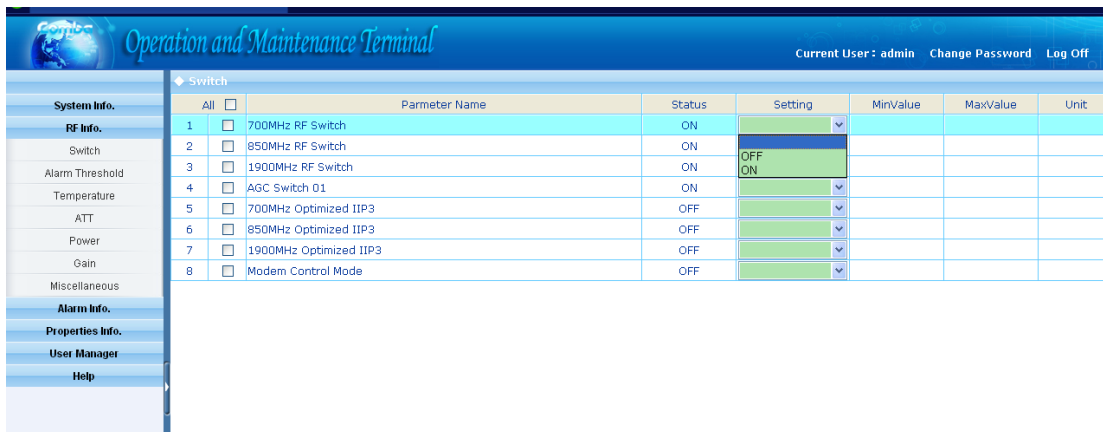 Comba
Operation and Maintenance Terminal
Current User: admin Change Password Log Off
Switch
System Info.
RF Info.
Switch
Alarm Threshold
Temperature
ATT
Power
Gain
Miscellaneous
Alarm Info.
Properties Info.
User Manager
Help
All Parmeter Name Status Setting MinValue MaxValue Unit
1 700MHz RF Switch ON
2 850MHz RF Switch ON
OFF
3 1900MHz RF Switch ON
ON
4 AGC Switch 01 ON
5 700MHz Optimized IIP3 OFF
6 850MHz Optimized IIP3 OFF
7 1900MHz Optimized IIP3 OFF
8 Modem Control Mode OFF